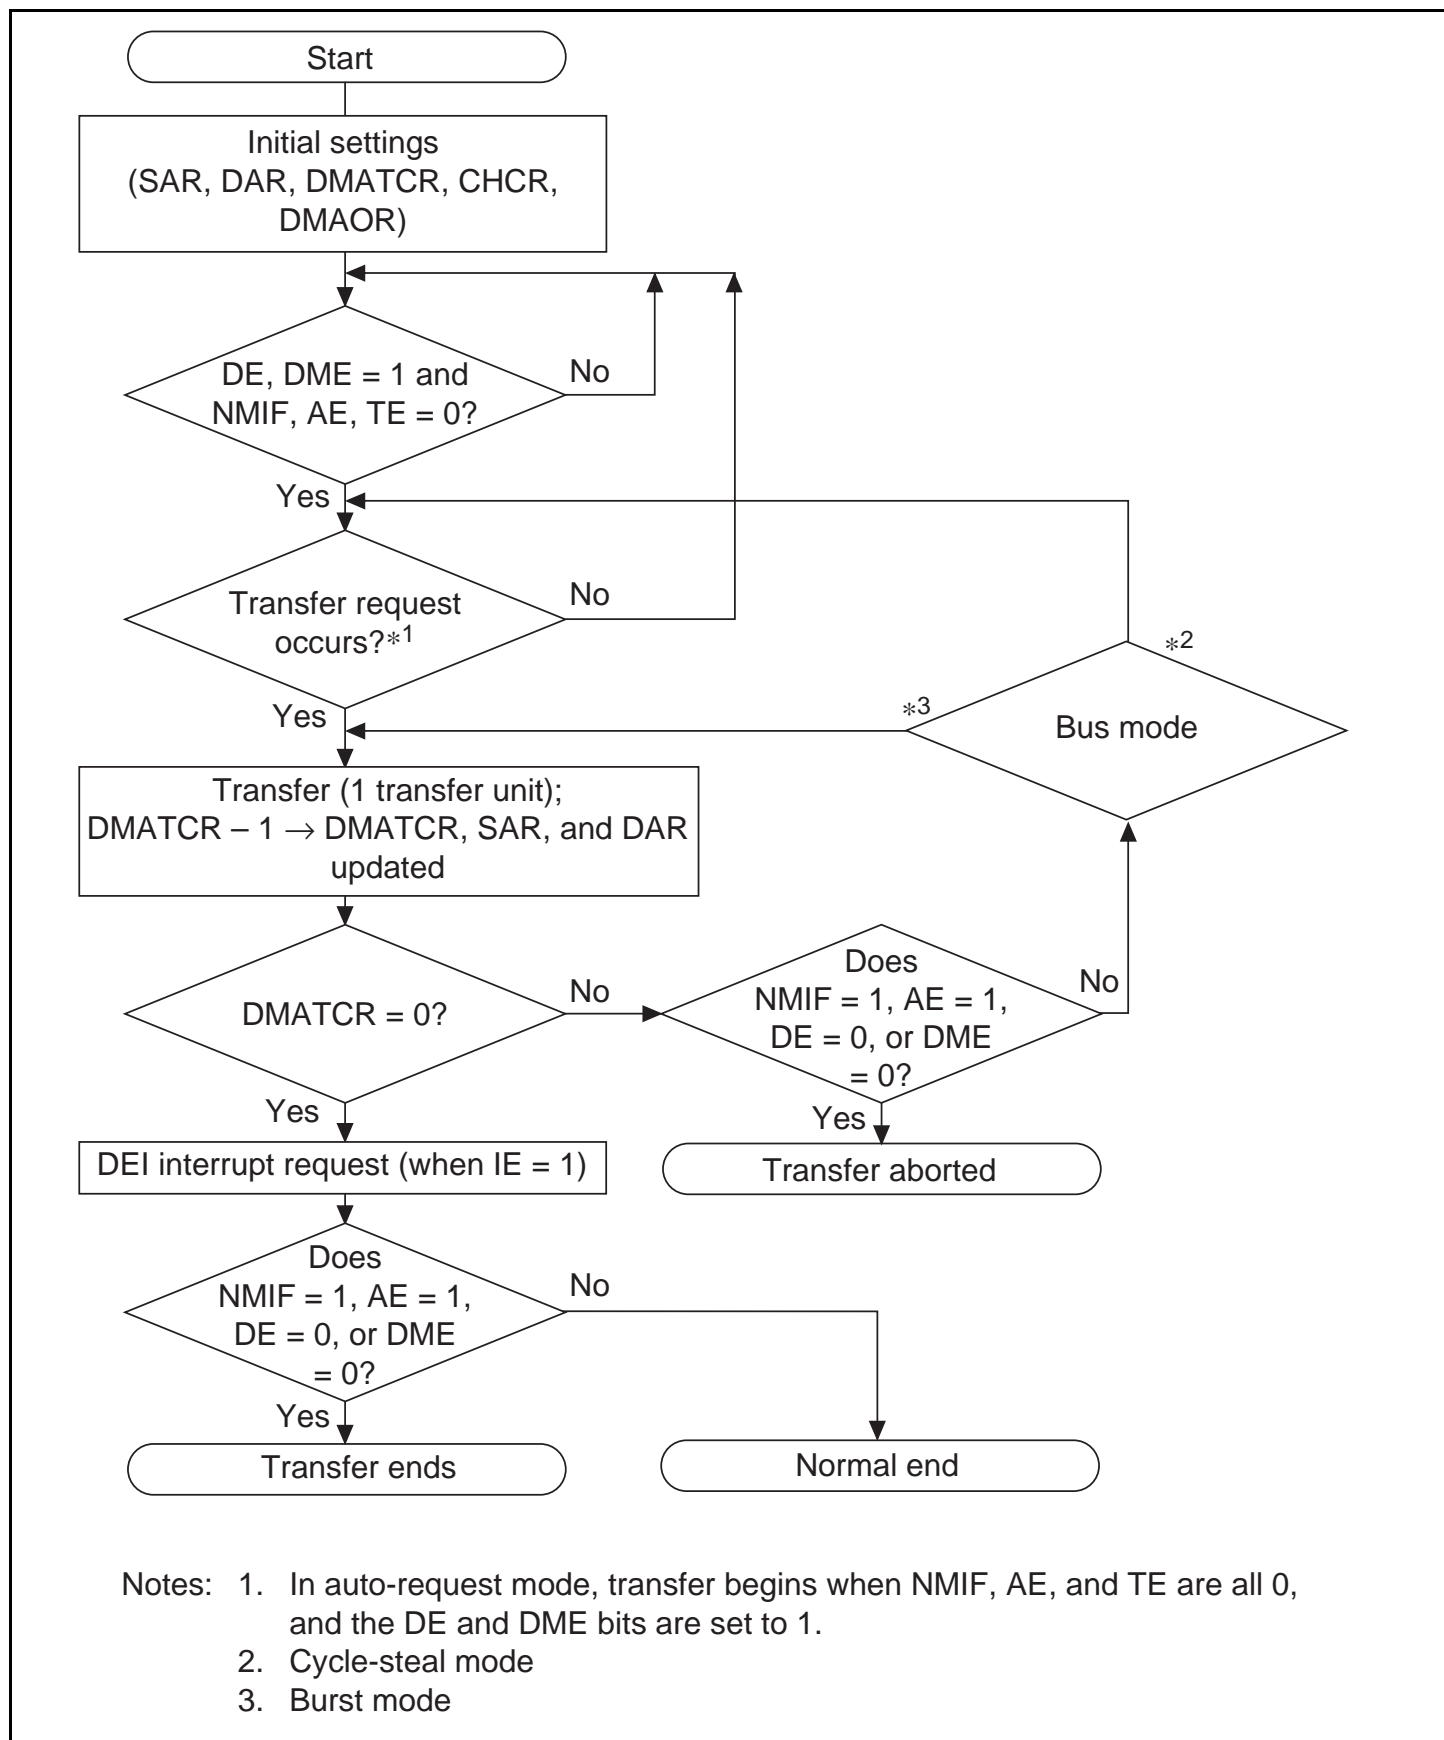 Start
Initial settings
(SAR, DAR, DMATCR, CHCR,
DMAOR)
DE, DME = 1 and
NMIF, AE, TE = 0?
No
Yes
Transfer request
occurs?*1
No
Yes
*2
*3
Bus mode
Transfer (1 transfer unit);
DMATCR – 1 → DMATCR, SAR, and DAR
updated
DMATCR = 0?
No
Does
NMIF = 1, AE = 1,
DE = 0, or DME
= 0?
No
Yes
Yes
DEI interrupt request (when IE = 1)
Transfer aborted
Does
NMIF = 1, AE = 1,
DE = 0, or DME
= 0?
No
Yes
Transfer ends
Normal end
Notes: 1. In auto-request mode, transfer begins when NMIF, AE, and TE are all 0,
and the DE and DME bits are set to 1.
2. Cycle-steal mode
3. Burst mode